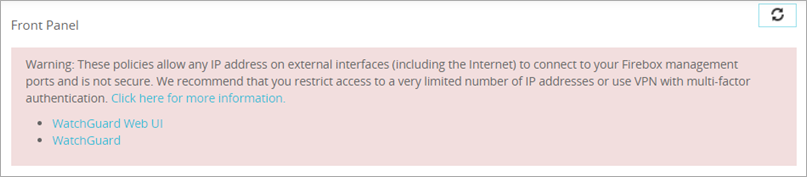 Front Panel
Warning: These policies allow any IP address on external interfaces (including the Internet) to connect to your Firebox management
ports and is not secure. We recommend that you restrict access to a very limited number of IP addresses or use VPN with multi-factor
authentication. Click here for more information.
WatchGuard Web UI
WatchGuard